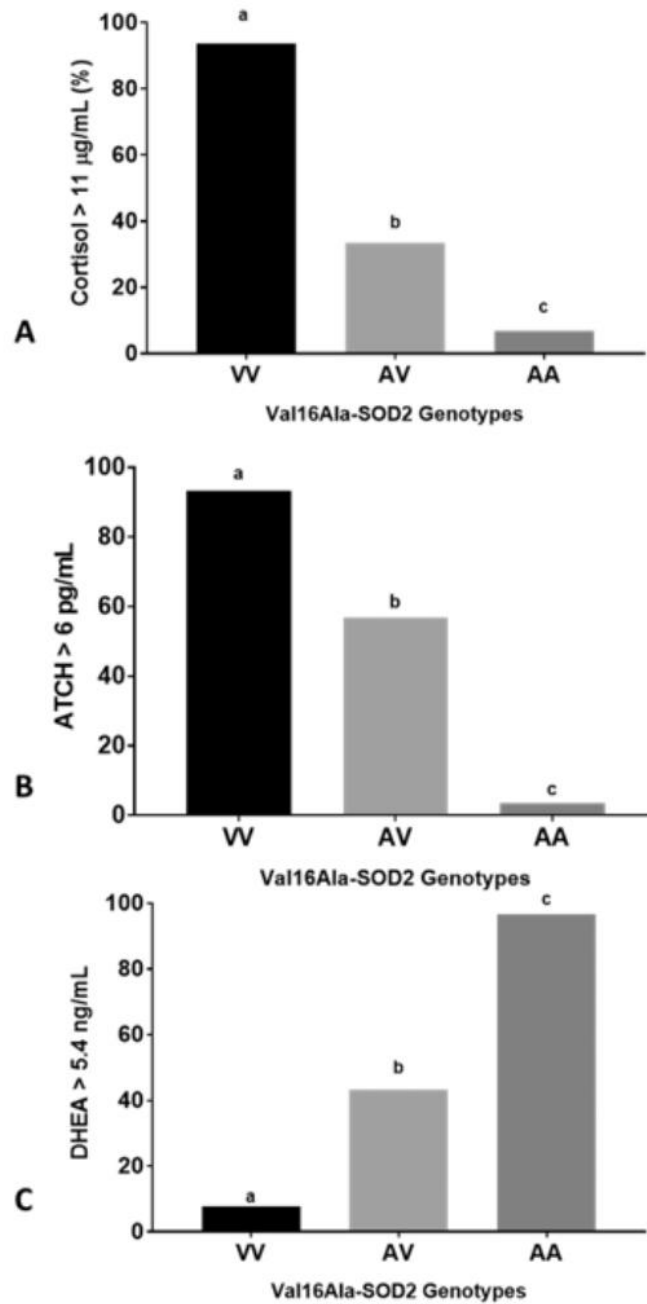 Cortisol > 11 μg/mL (%)
100
80
60
40
20
0
a
b
c
VV AV AA
Val16Ala-SOD2 Genotypes
A
ATCH > 6 pg/mL
100
80
60
40
20
0
a
b
c
VV AV AA
Val16Ala-SOD2 Genotypes
B
DHEA > 5.4 ng/mL
100
80
60
40
20
0
a
b
c
VV AV AA
Val16Ala-SOD2 Genotypes
C